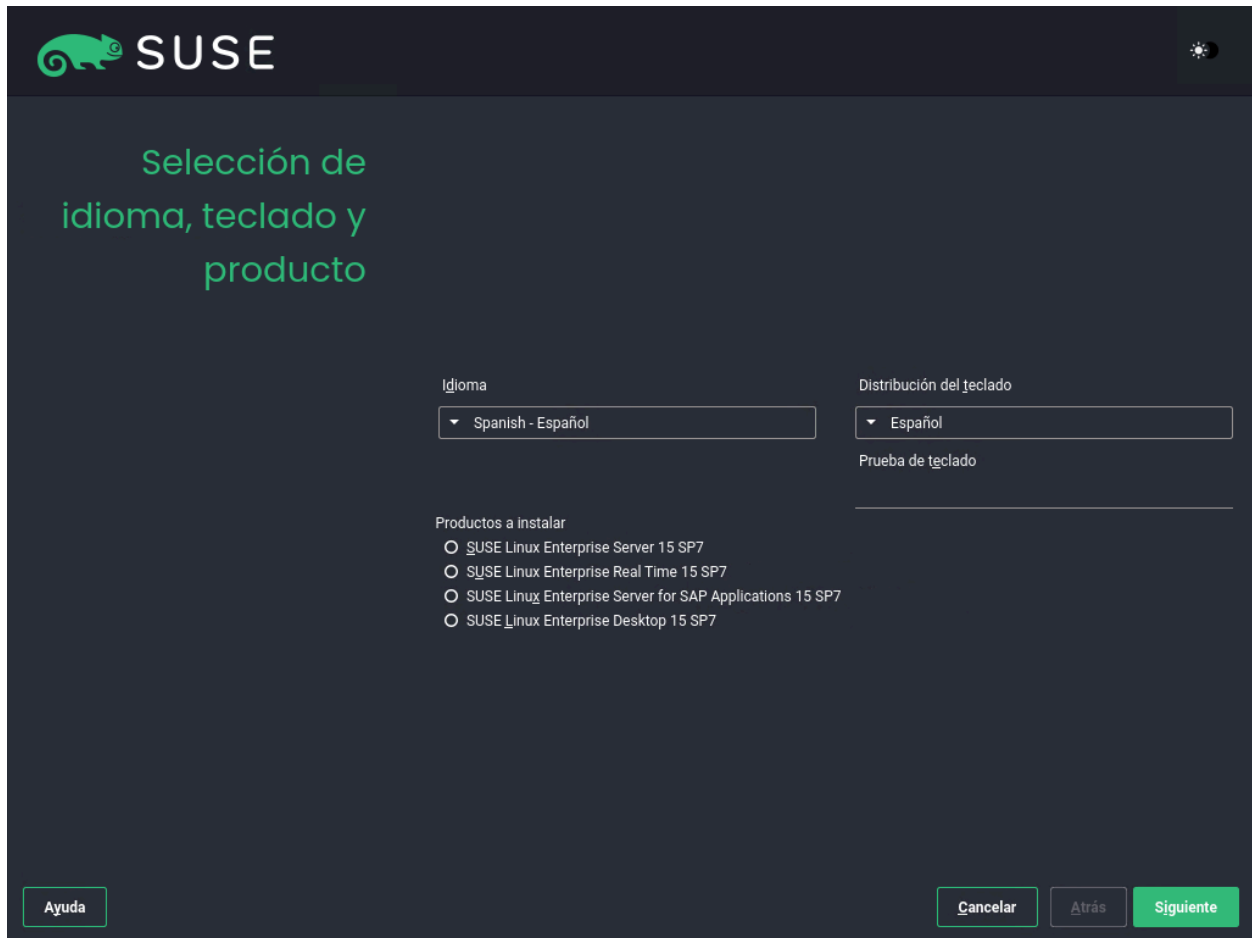 SUSE
Selección de
idioma, teclado y
producto
Idioma
Distribución del teclado
Spanish - Español
Español
Prueba de teclado
Productos a instalar
SUSE Linux Enterprise Server 15 SP7
SUSE Linux Enterprise Real Time 15 SP7
SUSE Linux Enterprise Server for SAP Applications 15 SP7
SUSE Linux Enterprise Desktop 15 SP7
Ayuda
Cancelar
Atrás
Siguiente